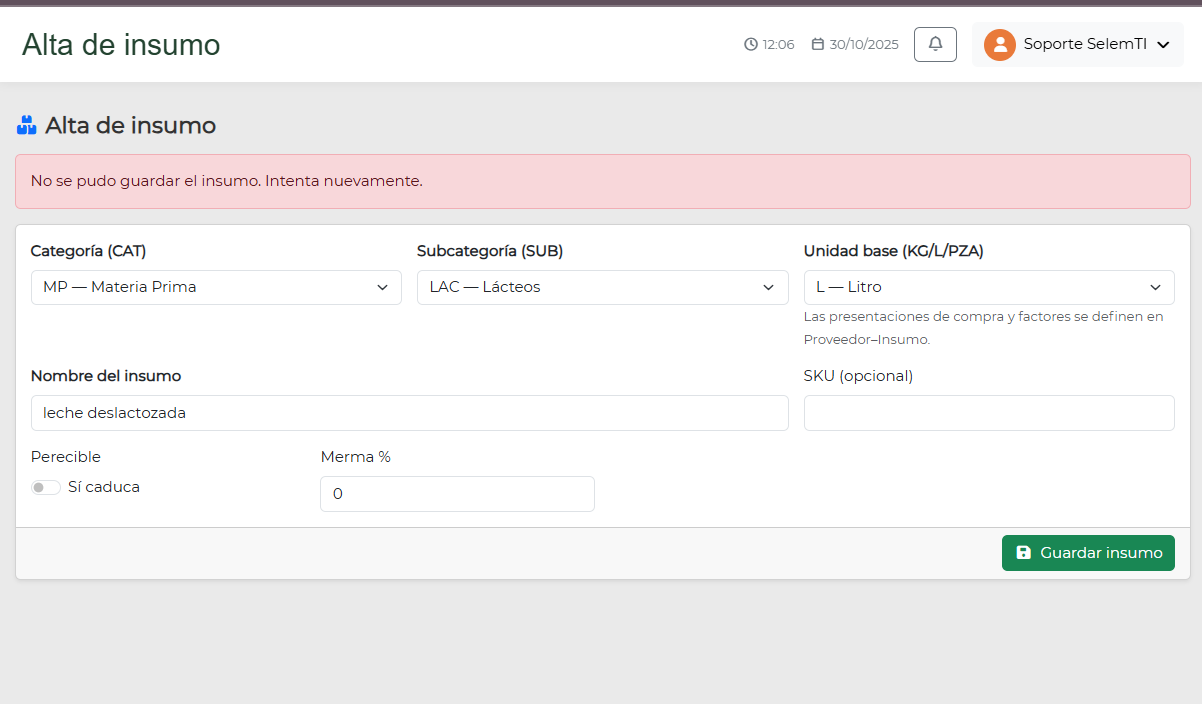 Alta de insumo
12:06
30/10/2025
Soporte SelemTI
Alta de insumo
No se pudo guardar el insumo. Intenta nuevamente.
Categoría (CAT)
Subcategoría (SUB)
Unidad base (KG/L/PZA)
MP — Materia Prima
LAC — Lácteos
L — Litro
Las presentaciones de compra y factores se definen en
Proveedor–Insumo.
Nombre del insumo
SKU (opcional)
leche deslactozada
Perecible
Merma %
Sí caduca
0
Guardar insumo